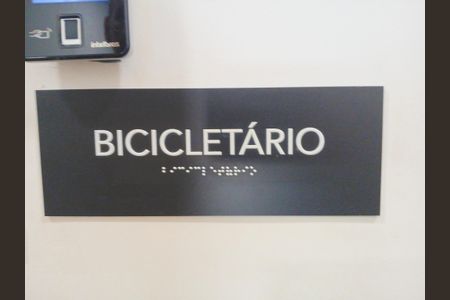 intelbras
BICICLETÁRIO
⠃⠊⠉⠊⠉⠇⠑⠞⠷⠗⠊⠕